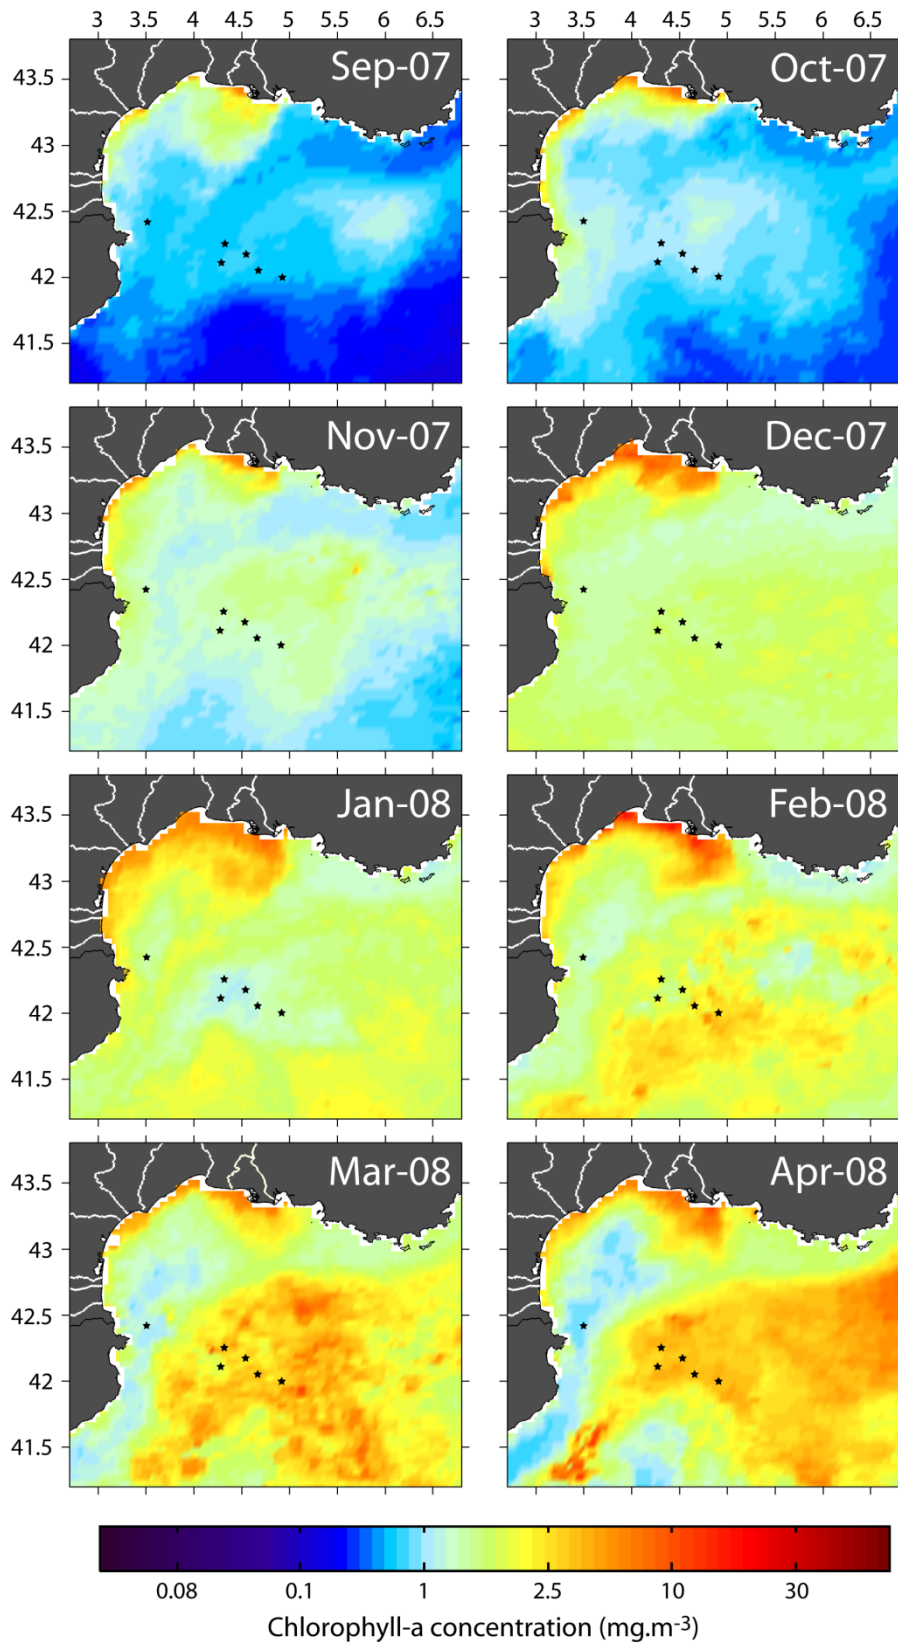 3 3.5 4 4.5 5 5.5 6 6.5 3 3.5 4 4.5 5 5.5 6 6.5
43.5 Sep-07 Oct-07
43
42.5
42
41.5
43.5 Nov-07 Dec-07
43
42.5
42
41.5
43.5 Jan-08 Feb-08
43
42.5
42
41.5
43.5 Mar-08 Apr-08
43
42.5
42
41.5
0.08 0.1 1 2.5 10 30
Chlorophyll-a concentration (mg.m-3)